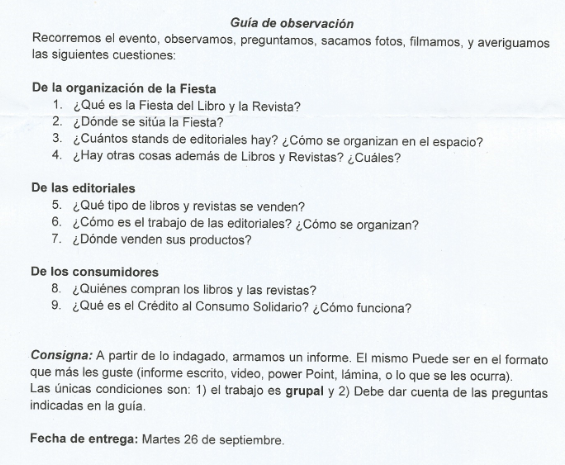 Guía de observación
Recorremos el evento, observamos, preguntamos, sacamos fotos, filmamos, y averiguamos
las siguientes cuestiones:
De la organización de la Fiesta
1. ¿Qué es la Fiesta del Libro y la Revista?
2. ¿Dónde se sitúa la Fiesta?
3. ¿Cuántos stands de editoriales hay? ¿Cómo se organizan en el espacio?
4. ¿Hay otras cosas además de Libros y Revistas? ¿Cuáles?
De las editoriales
5. ¿Qué tipo de libros y revistas se venden?
6. ¿Cómo es el trabajo de las editoriales? ¿Cómo se organizan?
7. ¿Dónde venden sus productos?
De los consumidores
8. ¿Quiénes compran los libros y las revistas?
9. ¿Qué es el Crédito al Consumo Solidario? ¿Cómo funciona?
Consigna: A partir de lo indagado, armamos un informe. El mismo Puede ser en el formato
que más les guste (informe escrito, video, power Point, lámina, o lo que se les ocurra).
Las únicas condiciones son: 1) el trabajo es grupal y 2) Debe dar cuenta de las preguntas
indicadas en la guía.
Fecha de entrega: Martes 26 de septiembre.